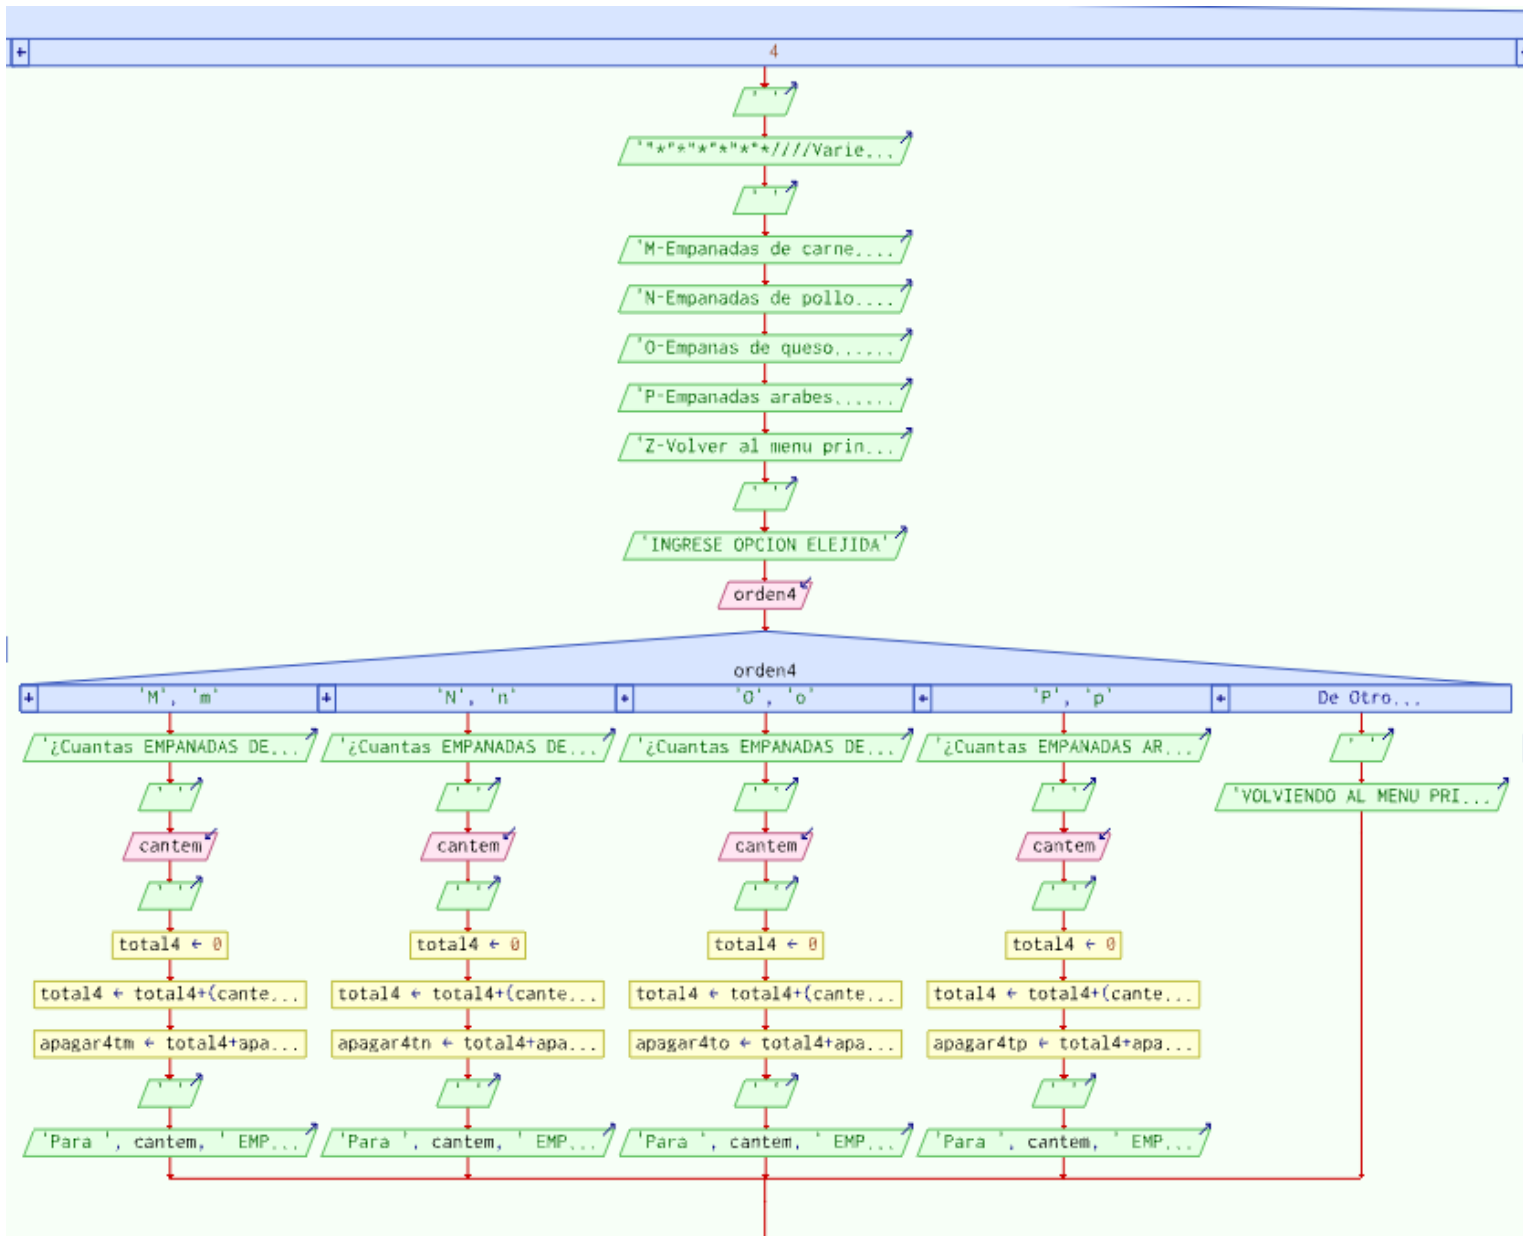 + 4 +
' '
'"*"*"*"*"*"*////Varie...
' '
'M-Empanadas de carne....
'N-Empanadas de pollo....
'O-Empanas de queso......
'P-Empanadas arabes......
'Z-Volver al menu prin...
' '
'INGRESE OPCION ELEJIDA'
orden4
orden4
+ 'M', 'm' + 'N', 'n' + 'O', 'o' + 'P', 'p' + De Otro...
'¿Cuantas EMPANADAS DE... '¿Cuantas EMPANADAS DE... '¿Cuantas EMPANADAS DE... '¿Cuantas EMPANADAS AR... ' '
' ' ' ' ' ' ' ' 'VOLVIENDO AL MENU PRI...
cantem cantem cantem cantem
' ' ' ' ' ' ' '
total4 ← 0 total4 ← 0 total4 ← 0 total4 ← 0
total4 ← total4+(cante... total4 ← total4+(cante... total4 ← total4+(cante... total4 ← total4+(cante...
apagar4tm ← total4+apa... apagar4tn ← total4+apa... apagar4to ← total4+apa... apagar4tp ← total4+apa...
' ' ' ' ' ' ' '
'Para ', cantem, ' EMP... 'Para ', cantem, ' EMP... 'Para ', cantem, ' EMP... 'Para ', cantem, ' EMP...